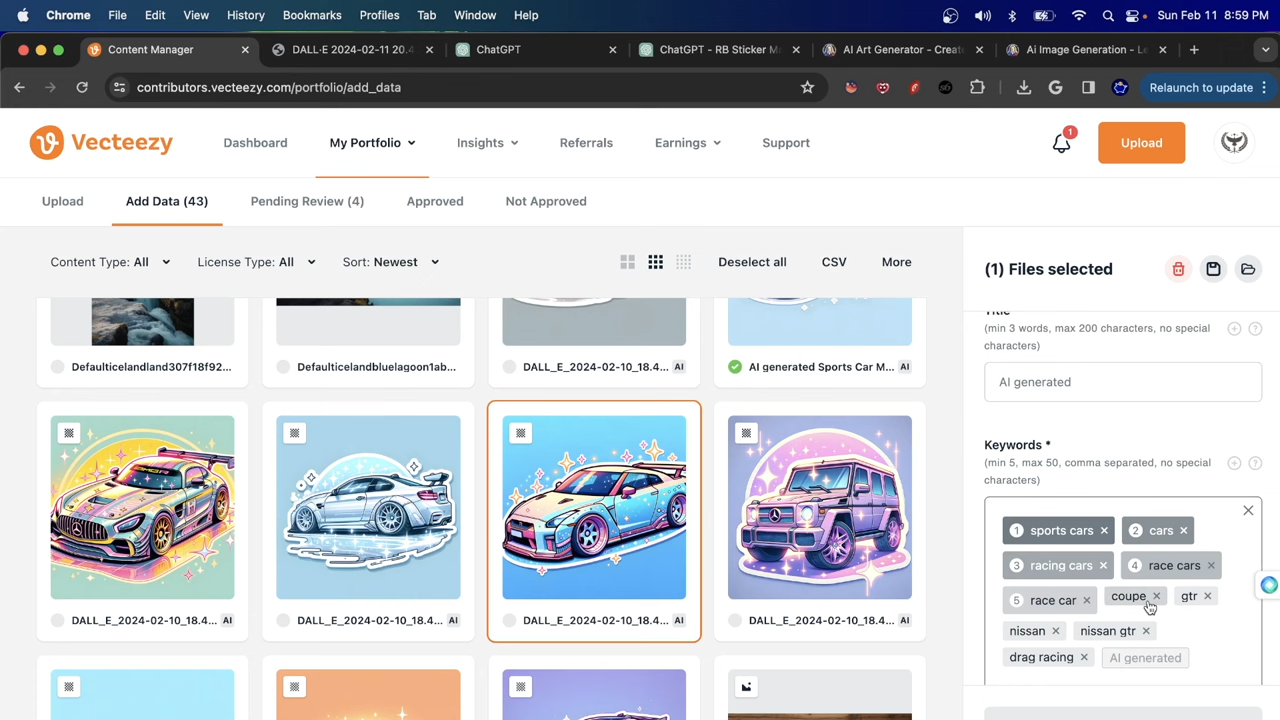 Chrome File Edit View History Bookmarks Profiles Tab Window Help Sun Feb 11 8:59 PM
Content Manager DALL·E 2024-02-11 20.4 ChatGPT ChatGPT - RB Sticker Ma AI Art Generator - Create Ai Image Generation - Le
contributors.vecteezy.com/portfolio/add_data Relaunch to update
Vecteezy Dashboard My Portfolio Insights Referrals Earnings Support 1 Upload
Upload Add Data (43) Pending Review (4) Approved Not Approved
Content Type: All License Type: All Sort: Newest Deselect all CSV More
(1) Files selected
Title
(min 3 words, max 200 characters, no special
characters)
Defaulticelandland307f18f92... Defaulticelandbluelagoon1ab... DALL_E_2024-02-10_18.4... AI AI generated Sports Car M... AI
AI generated
Keywords *
(min 5, max 50, comma separated, no special
characters)
1 sports cars 2 cars
3 racing cars 4 race cars
5 race car coupe gtr
nissan nissan gtr
drag racing AI generated
DALL_E_2024-02-10_18.4... AI DALL_E_2024-02-10_18.4... AI DALL_E_2024-02-10_18.4... AI DALL_E_2024-02-10_18.4... AI